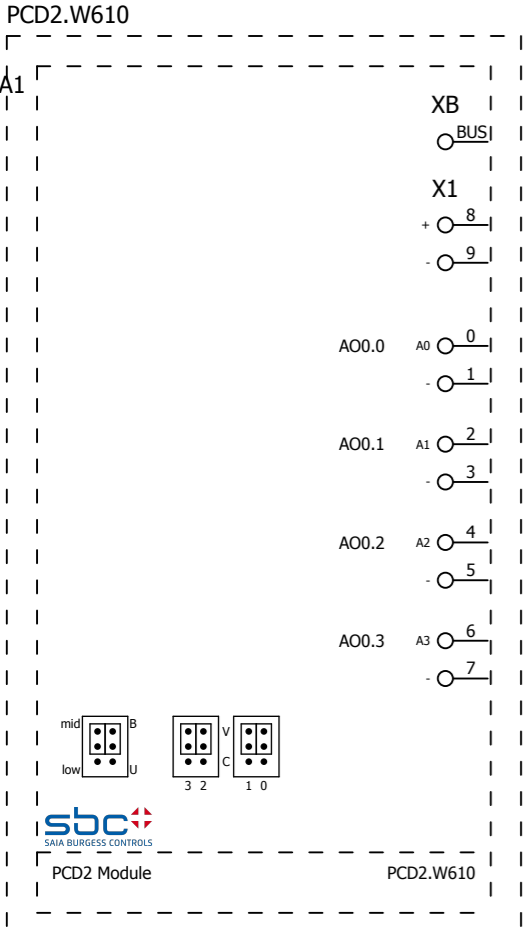 PCD2.W610
A1
XB
BUS
X1
+ 8
- 9
AO0.0 A0 0
- 1
AO0.1 A1 2
- 3
AO0.2 A2 4
- 5
AO0.3 A3 6
- 7
mid B V
low U C
3 2 1 0
sbc
SAIA BURGESS CONTROLS
PCD2 Module PCD2.W610